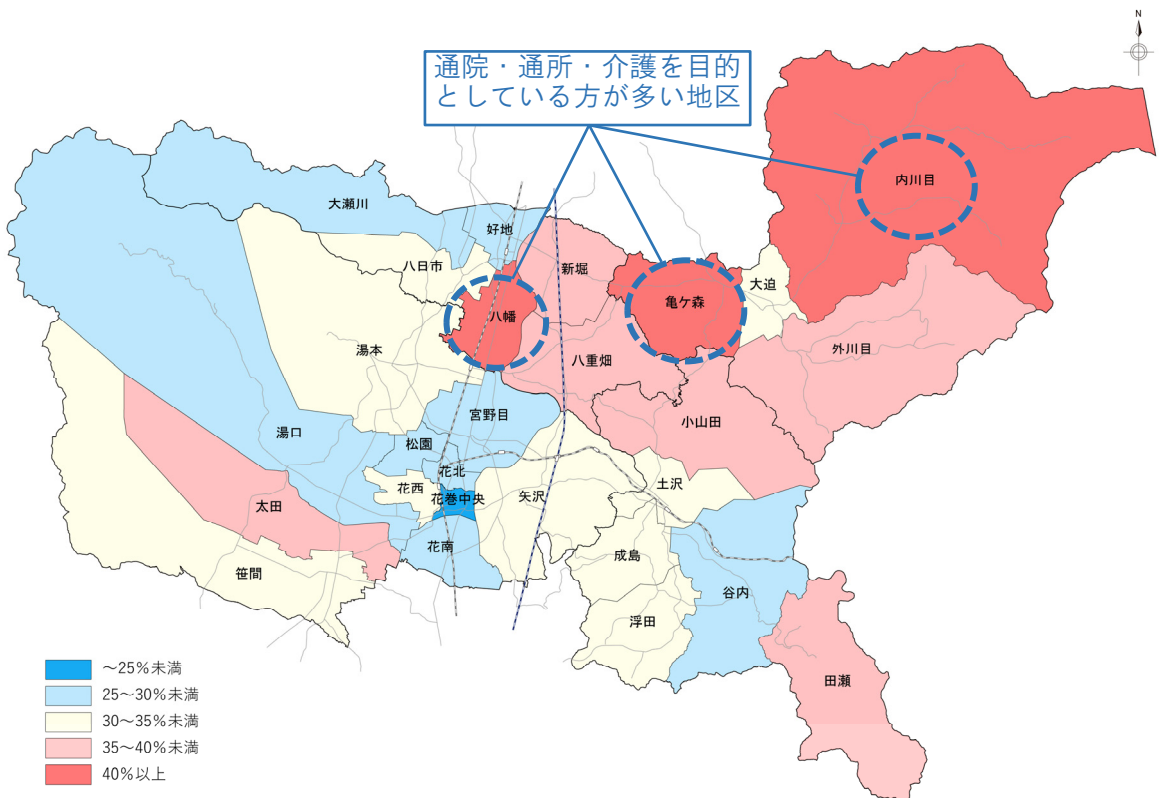 N
通院・通所・介護を目的
としている方が多い地区
内川目
大瀬川
好地
八日市
新堀
大迫
亀ケ森
八幡
外川目
湯本
八重畑
宮野目
小山田
湯口
松園
花北
土沢
花西
花巻中央
矢沢
太田
花南
成島
笹間
谷内
浮田
田瀬
～25%未満
25～30%未満
30～35%未満
35～40%未満
40%以上